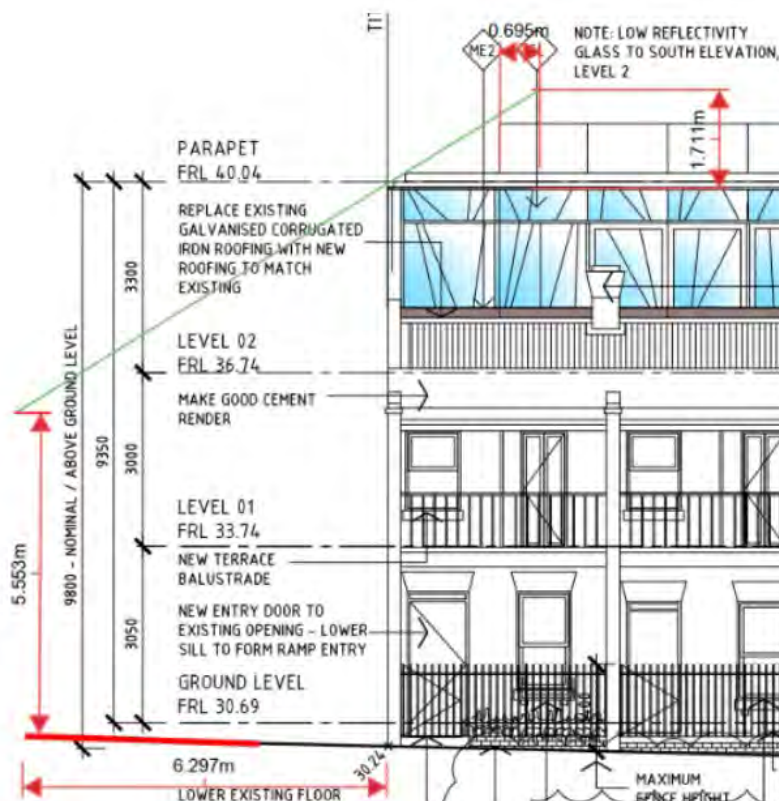 0.695m
ME2
NOTE: LOW REFLECTIVITY
GLASS TO SOUTH ELEVATION,
LEVEL 2
1.711m
PARAPET
FRL 40.04
REPLACE EXISTING
GALVANISED CORRUGATED
IRON ROOFING WITH NEW
ROOFING TO MATCH
EXISTING
3300
LEVEL 02
FRL 36.74
MAKE GOOD CEMENT
RENDER
9800 - NOMINAL / ABOVE GROUND LEVEL
9350
3000
LEVEL 01
FRL 33.74
NEW TERRACE
BALUSTRADE
5.553m
3050
NEW ENTRY DOOR TO
EXISTING OPENING - LOWER
SILL TO FORM RAMP ENTRY
GROUND LEVEL
FRL 30.69
30.24
6.297m
LOWER EXISTING FLOOR
MAXIMUM
FENCE HEIGHT